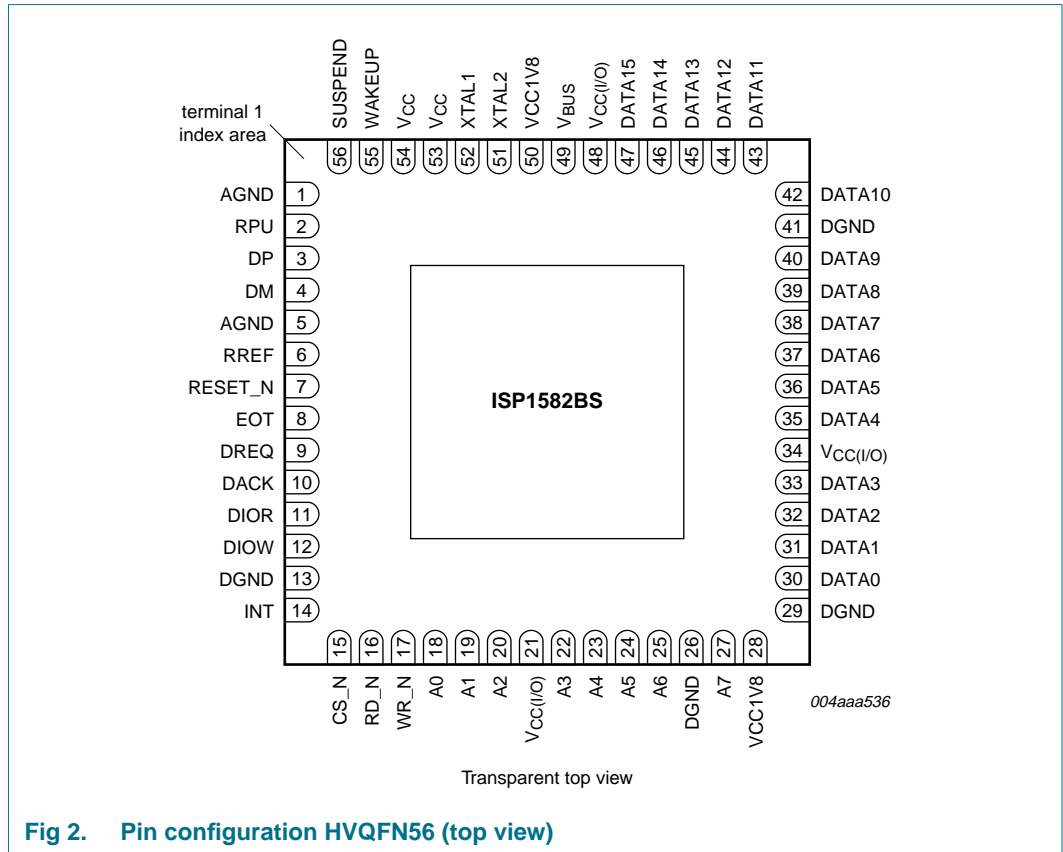 SUSPEND
WAKEUP
VCC
VCC
XTAL1
XTAL2
VCC1V8
VBUS
VCC(I/O)
DATA15
DATA14
DATA13
DATA12
DATA11
terminal 1
index area
56 55 54 53 52 51 50 49 48 47 46 45 44 43
AGND 1 42 DATA10
RPU 2 41 DGND
DP 3 40 DATA9
DM 4 39 DATA8
AGND 5 38 DATA7
RREF 6 37 DATA6
RESET_N 7 36 DATA5
ISP1582BS
EOT 8 35 DATA4
DREQ 9 34 VCC(I/O)
DACK 10 33 DATA3
DIOR 11 32 DATA2
DIOW 12 31 DATA1
DGND 13 30 DATA0
INT 14 29 DGND
15 16 17 18 19 20 21 22 23 24 25 26 27 28
CS_N
RD_N
WR_N
A0
A1
A2
VCC(I/O)
A3
A4
A5
A6
DGND
A7
VCC1V8
004aaa536
Transparent top view
Fig 2. Pin configuration HVQFN56 (top view)